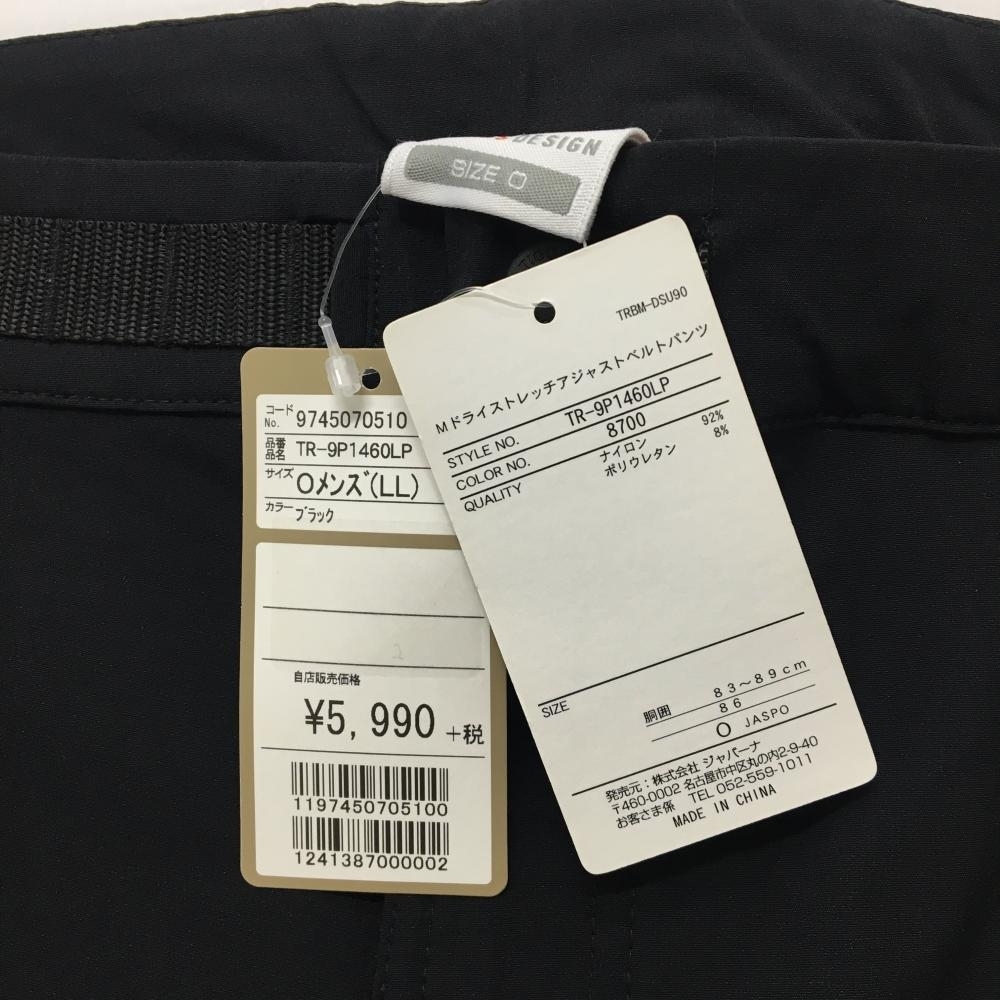 DESIGN
SIZE O
コードNo. 9745070510
品番品名 TR-9P1460LP
サイズ Oメンズ(LL)
カラー ブラック
2
自店販売価格
¥5,990 +税
1197450705100
1241387000002
TRBM-DSU90
Mドライストレッチアジャストベルトパンツ
STYLE NO. TR-9P1460LP
COLOR NO. 8700
QUALITY ナイロン 92%
ポリウレタン 8%
SIZE 胴囲 83〜89cm
86
O JASPO
発売元：株式会社 ジャパーナ
〒460-0002 名古屋市中区丸の内2-9-40
お客さま係 TEL 052-559-1011
MADE IN CHINA